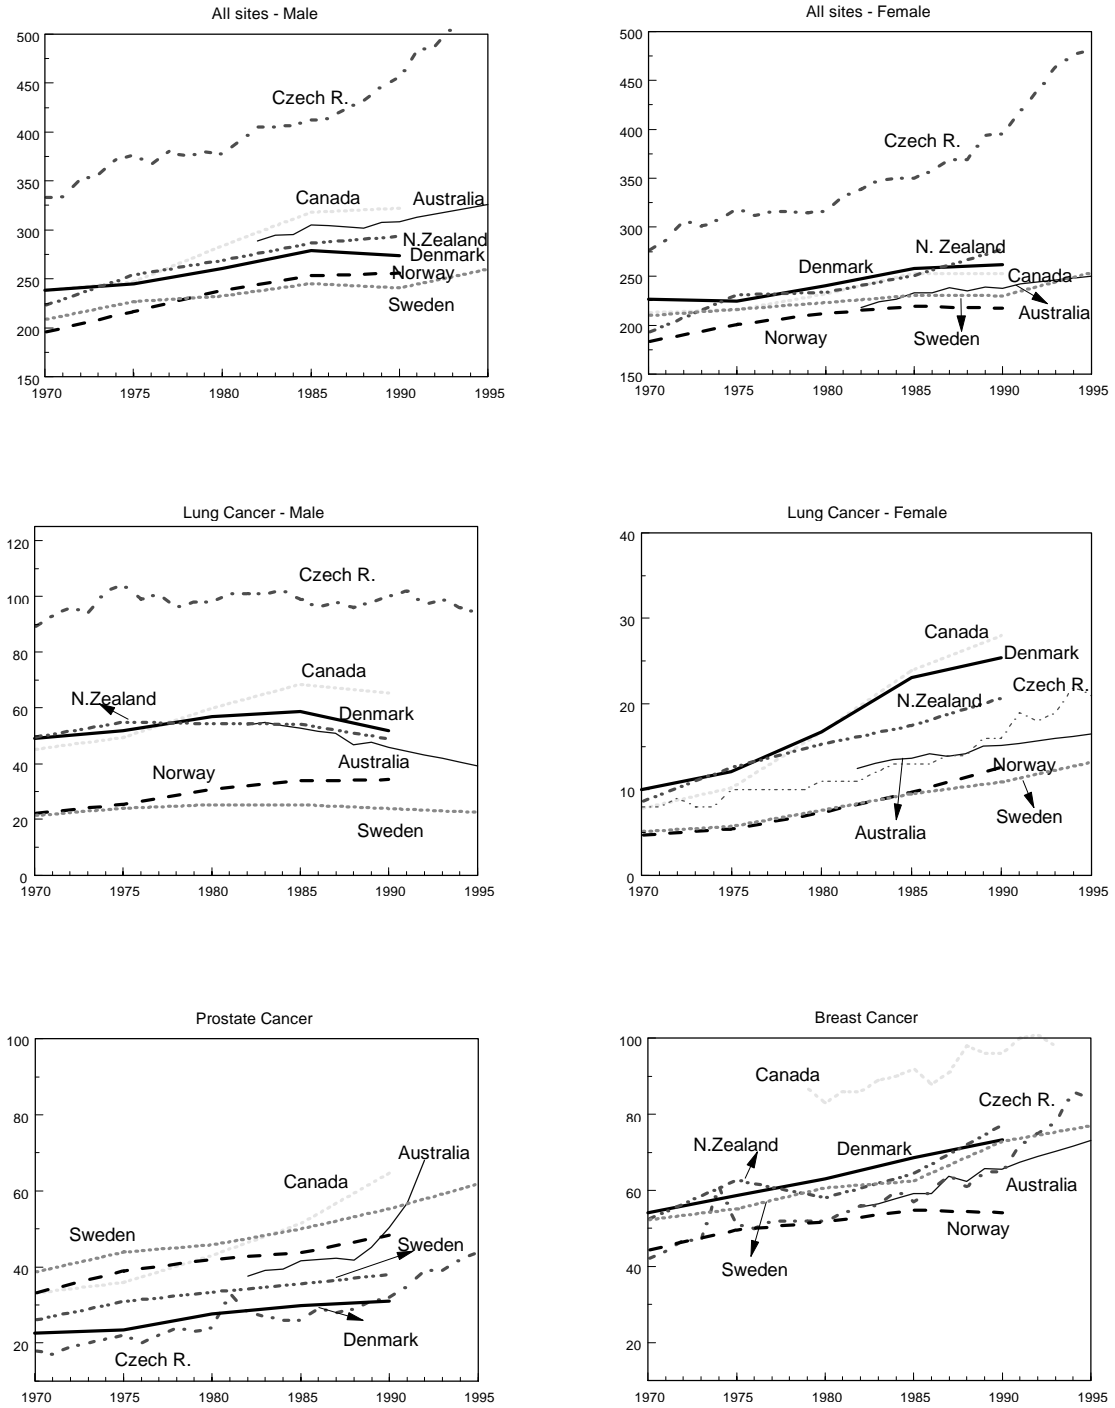 All sites - Male
500
450
400
350
300
250
200
150
1970
1975
1980
1985
1990
1995
Czech R.
Canada
Australia
N.Zealand
Denmark
Norway
Sweden
All sites - Female
500
450
400
350
300
250
200
150
1970
1975
1980
1985
1990
1995
Czech R.
N. Zealand
Denmark
Canada
Australia
Norway
Sweden
Lung Cancer - Male
120
100
80
60
40
20
0
1970
1975
1980
1985
1990
1995
Czech R.
Canada
N.Zealand
Denmark
Australia
Norway
Sweden
Lung Cancer - Female
40
30
20
10
0
1970
1975
1980
1985
1990
1995
Canada
Denmark
Czech R.
N.Zealand
Norway
Sweden
Australia
Prostate Cancer
100
80
60
40
20
1970
1975
1980
1985
1990
1995
Australia
Canada
Sweden
Sweden
Denmark
Czech R.
Breast Cancer
100
80
60
40
20
1970
1975
1980
1985
1990
1995
Canada
Czech R.
N.Zealand
Denmark
Australia
Norway
Sweden